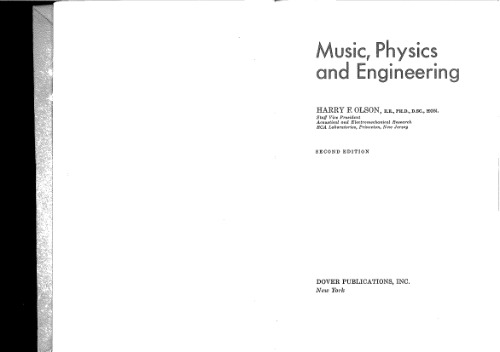 Music, Physics
and Engineering
HARRY F. OLSON, E.E., PH.D., D.SC., HON.
Staff Vice President
Acoustical and Electromechanical Research
RCA Laboratories, Princeton, New Jersey
SECOND EDITION
DOVER PUBLICATIONS, INC.
New York